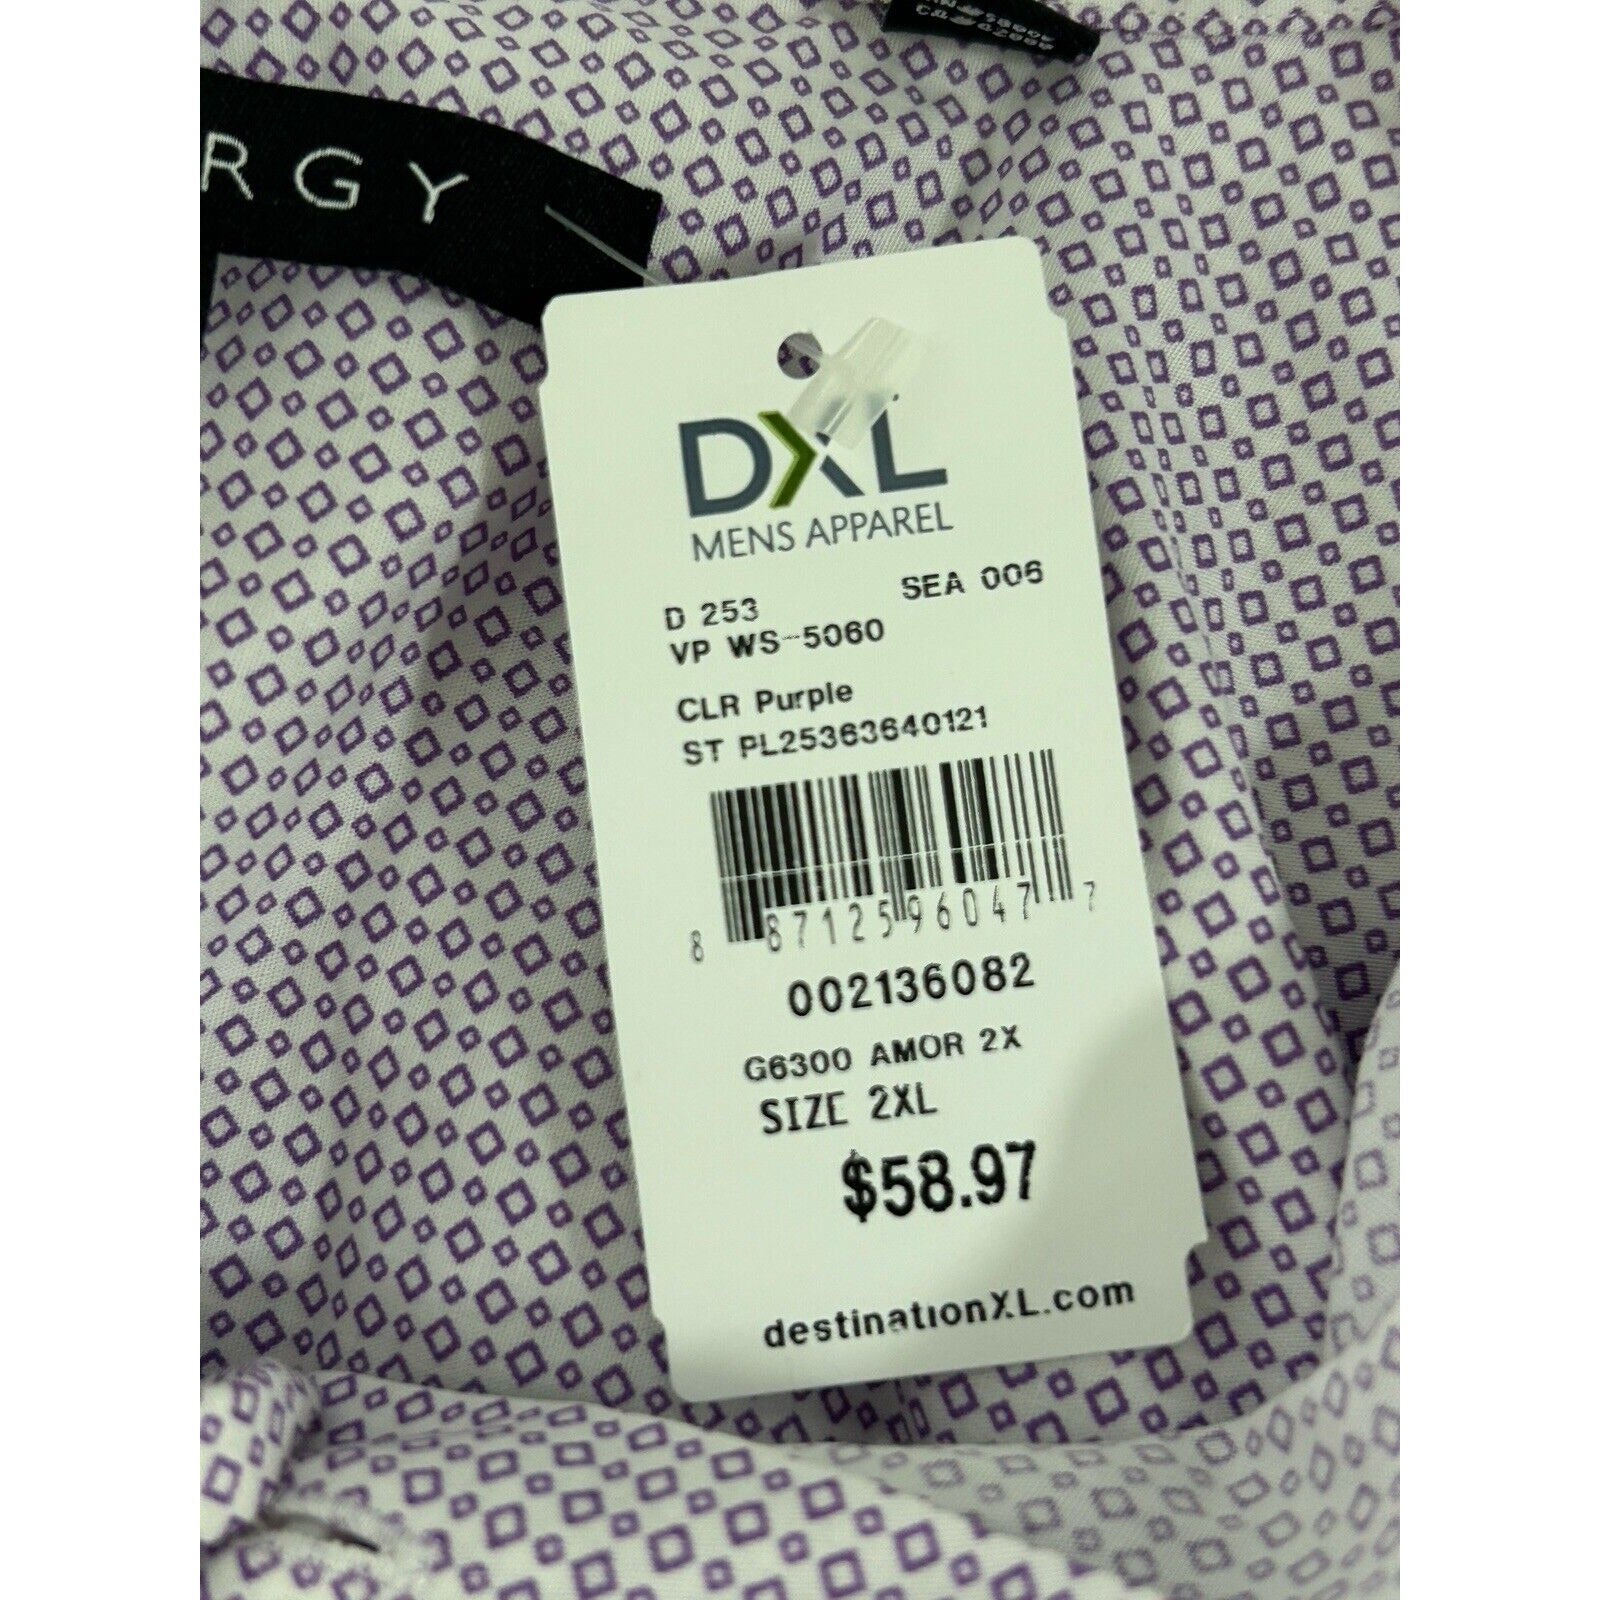 RGY
DXL
MENS APPAREL
D 253 SEA 006
VP WS-5060
CLR Purple
ST PL25363640121
8 87125 96047 7
002136082
G6300 AMOR 2X
SIZE 2XL
$58.97
destinationXL.com